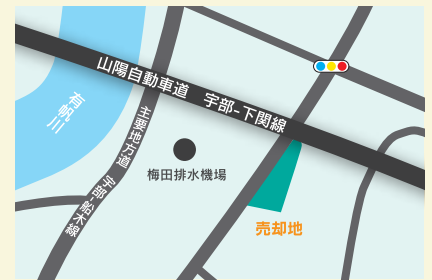 山陽自動車道　宇部-下関線
有帆川
主要地方道　宇部-船木線
梅田排水機場
売却地